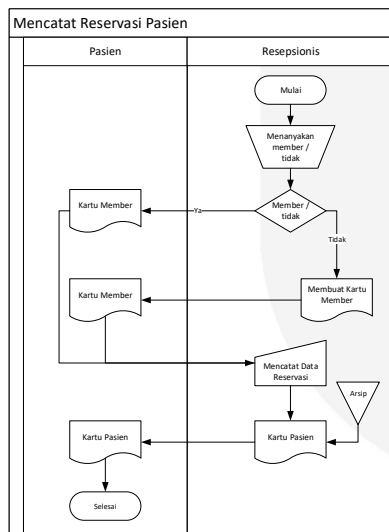 Mencatat Reservasi Pasien
Pasien
Resepsionis
Mulai
Menanyakan
member /
tidak
Member /
tidak
Ya
Kartu Member
Tidak
Membuat Kartu
Member
Kartu Member
Mencatat Data
Reservasi
Arsip
Kartu Pasien
Kartu Pasien
Selesai